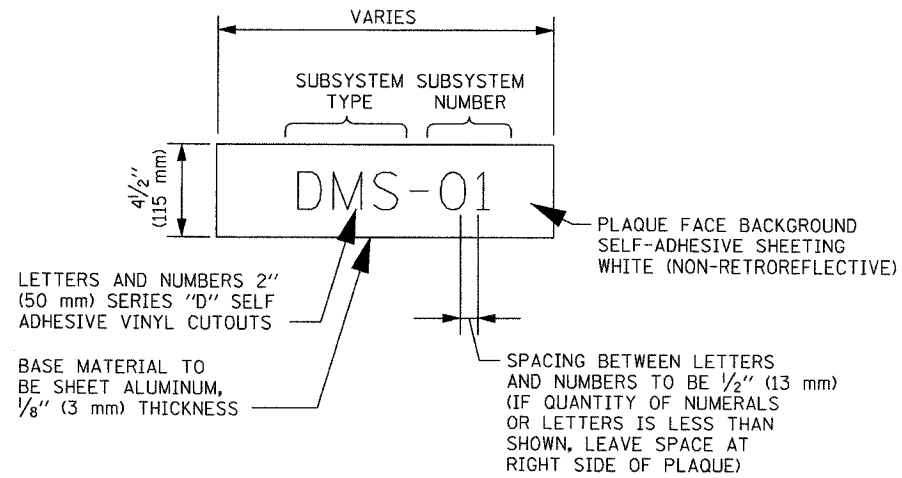 VARIES
SUBSYSTEM
TYPE
SUBSYSTEM
NUMBER
4½"
(115 mm)
DMS-01
PLAQUE FACE BACKGROUND
SELF-ADHESIVE SHEETING
WHITE (NON-RETROREFLECTIVE)
LETTERS AND NUMBERS 2"
(50 mm) SERIES "D" SELF
ADHESIVE VINYL CUTOUTS
BASE MATERIAL TO
BE SHEET ALUMINUM,
⅛" (3 mm) THICKNESS
SPACING BETWEEN LETTERS
AND NUMBERS TO BE ½" (13 mm)
(IF QUANTITY OF NUMERALS
OR LETTERS IS LESS THAN
SHOWN, LEAVE SPACE AT
RIGHT SIDE OF PLAQUE)